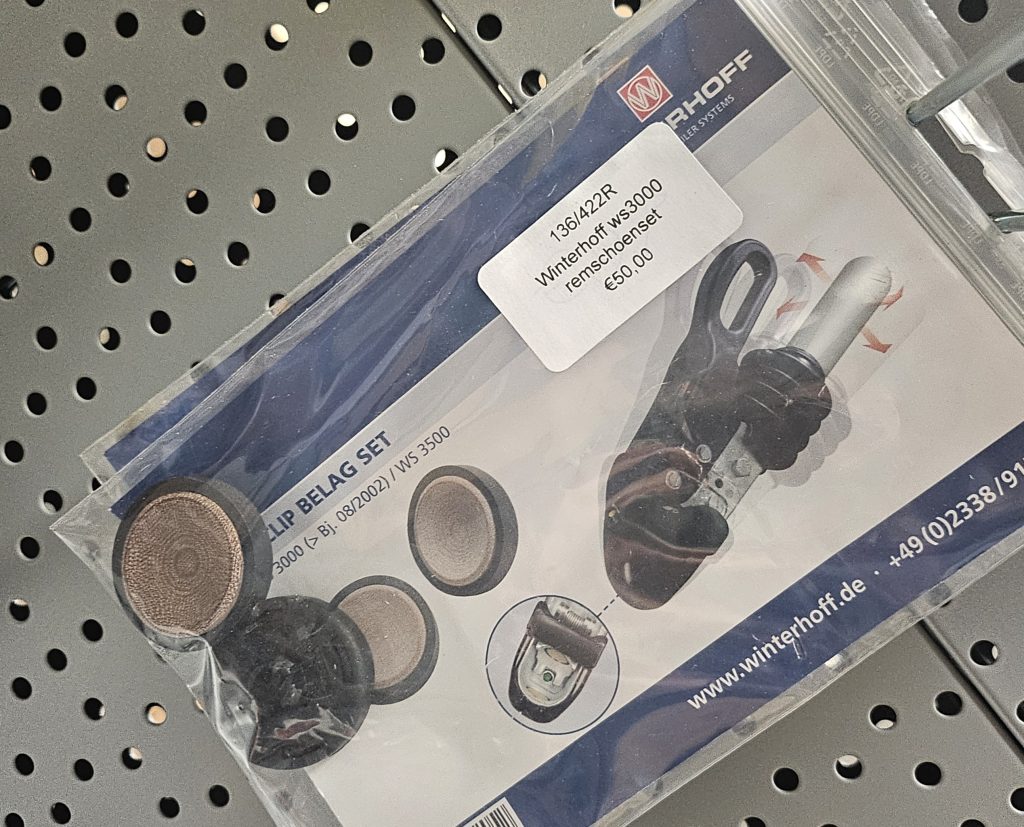 RHOFF
LER SYSTEMS
136/422R
Winterhoff ws3000
remschoenset
€50,00
CLIP BELAG SET
3000 (> Bj. 08/2002) / WS 3500
www.winterhoff.de · +49(0)2338/91